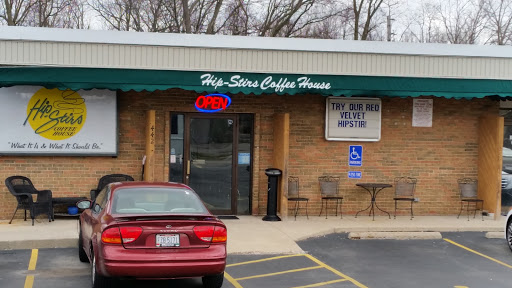 Hip-Stirs Coffee House
OPEN
Hip
Stirs
COFFEE
HOUSE
"What It Is & What It Should Be."
TRY OUR RED
VELVET
HIPSTIR!